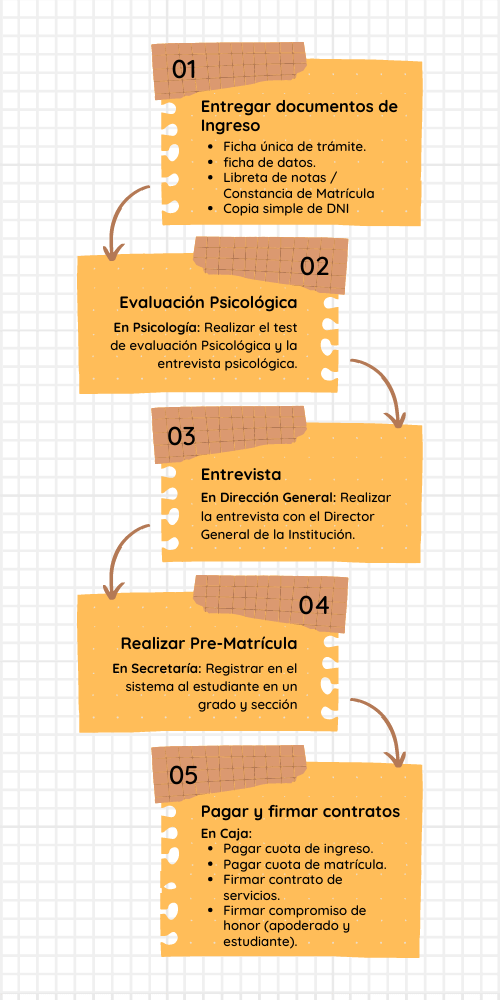 01
Entregar documentos de
Ingreso
• Ficha única de trámite.
• ficha de datos.
• Libreta de notas /
Constancia de Matrícula
• Copia simple de DNI
02
Evaluación Psicológica
En Psicología: Realizar el test
de evaluación Psicológica y la
entrevista psicológica.
03
Entrevista
En Dirección General: Realizar
la entrevista con el Director
General de la Institución.
04
Realizar Pre-Matrícula
En Secretaría: Registrar en el
sistema al estudiante en un
grado y sección
05
Pagar y firmar contratos
En Caja:
• Pagar cuota de ingreso.
• Pagar cuota de matrícula.
• Firmar contrato de
servicios.
• Firmar compromiso de
honor (apoderado y
estudiante).